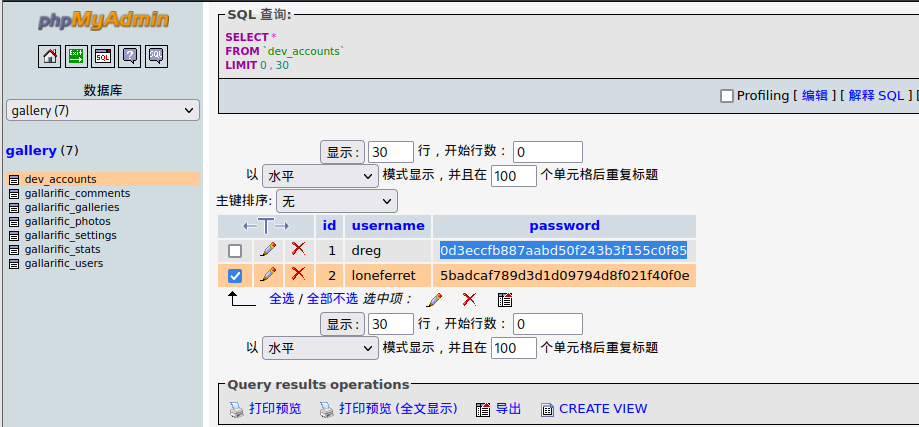 phpMyAdmin
SQL
SQL
数据库
gallery (7)
gallery (7)
dev_accounts
gallarific_comments
gallarific_galleries
gallarific_photos
gallarific_settings
gallarific_stats
gallarific_users
SQL 查询:
SELECT *
FROM `dev_accounts`
LIMIT 0 , 30
Profiling [ 编辑 ] [ 解释 SQL ] [
显示: 30 行，开始行数: 0
以 水平 模式显示，并且在 100 个单元格后重复标题
主键排序: 无
←T→ id username password
1 dreg 0d3eccfb887aabd50f243b3f155c0f85
2 loneferret 5badcaf789d3d1d09794d8f021f40f0e
全选 / 全部不选 选中项:
显示: 30 行，开始行数: 0
以 水平 模式显示，并且在 100 个单元格后重复标题
Query results operations
打印预览 打印预览 (全文显示) 导出 CREATE VIEW